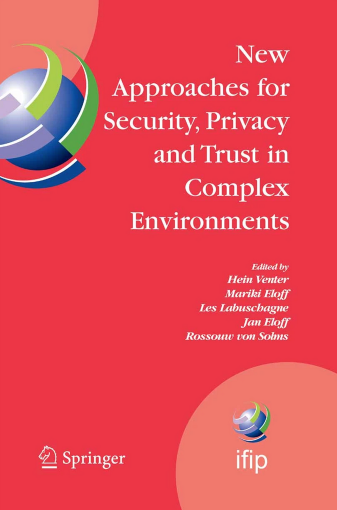 New
Approaches for
Security, Privacy
and Trust in
Complex
Environments
Edited by
Hein Venter
Mariki Eloff
Les Labuschagne
Jan Eloff
Rossouw von Solms
Springer
ifip